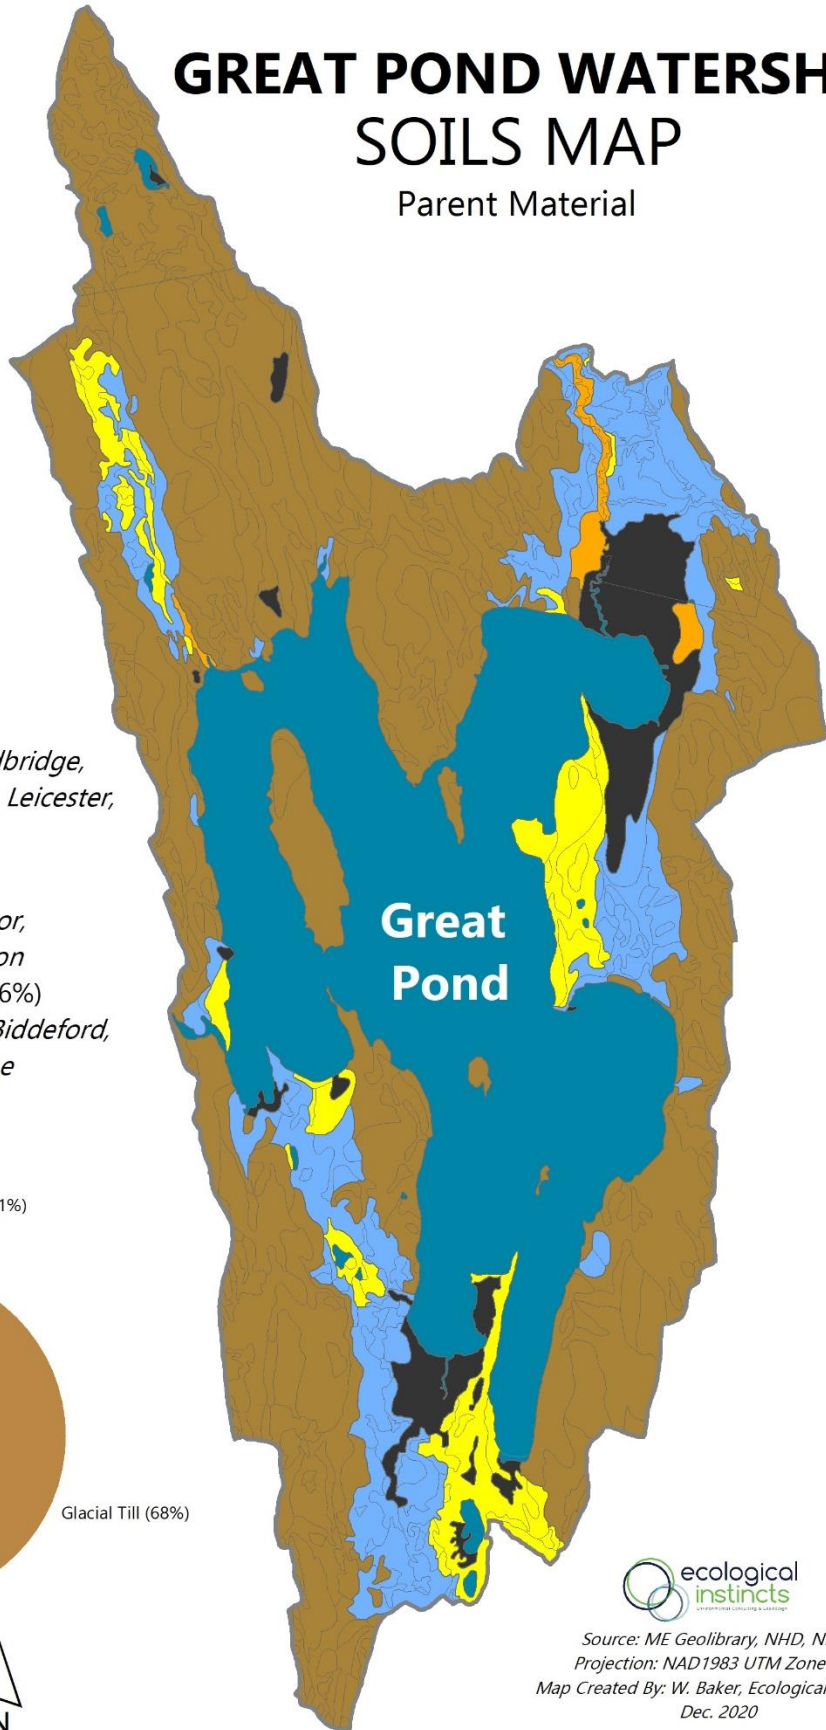 GREAT POND WATERSH
SOILS MAP
Parent Material
lbridge,
Leicester,
or,
on
6%)
Biddeford,
e
1%)
Great
Pond
Glacial Till (68%)
N
ecological
instincts
Source: ME Geolibrary, NHD, N
Projection: NAD1983 UTM Zone
Map Created By: W. Baker, Ecological
Dec. 2020